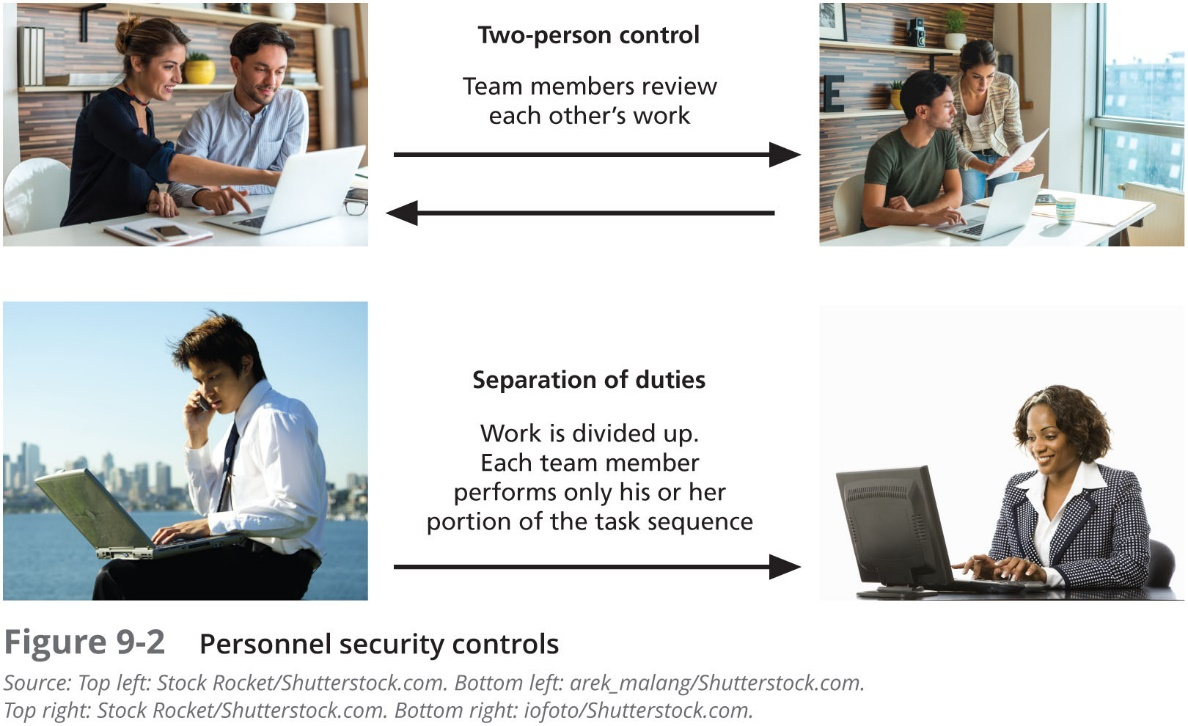 Two-person control
Team members review
each other's work
E
Separation of duties
Work is divided up.
Each team member
performs only his or her
portion of the task sequence
Figure 9-2 Personnel security controls
Source: Top left: Stock Rocket/Shutterstock.com. Bottom left: arek_malang/Shutterstock.com.
Top right: Stock Rocket/Shutterstock.com. Bottom right: iofoto/Shutterstock.com.